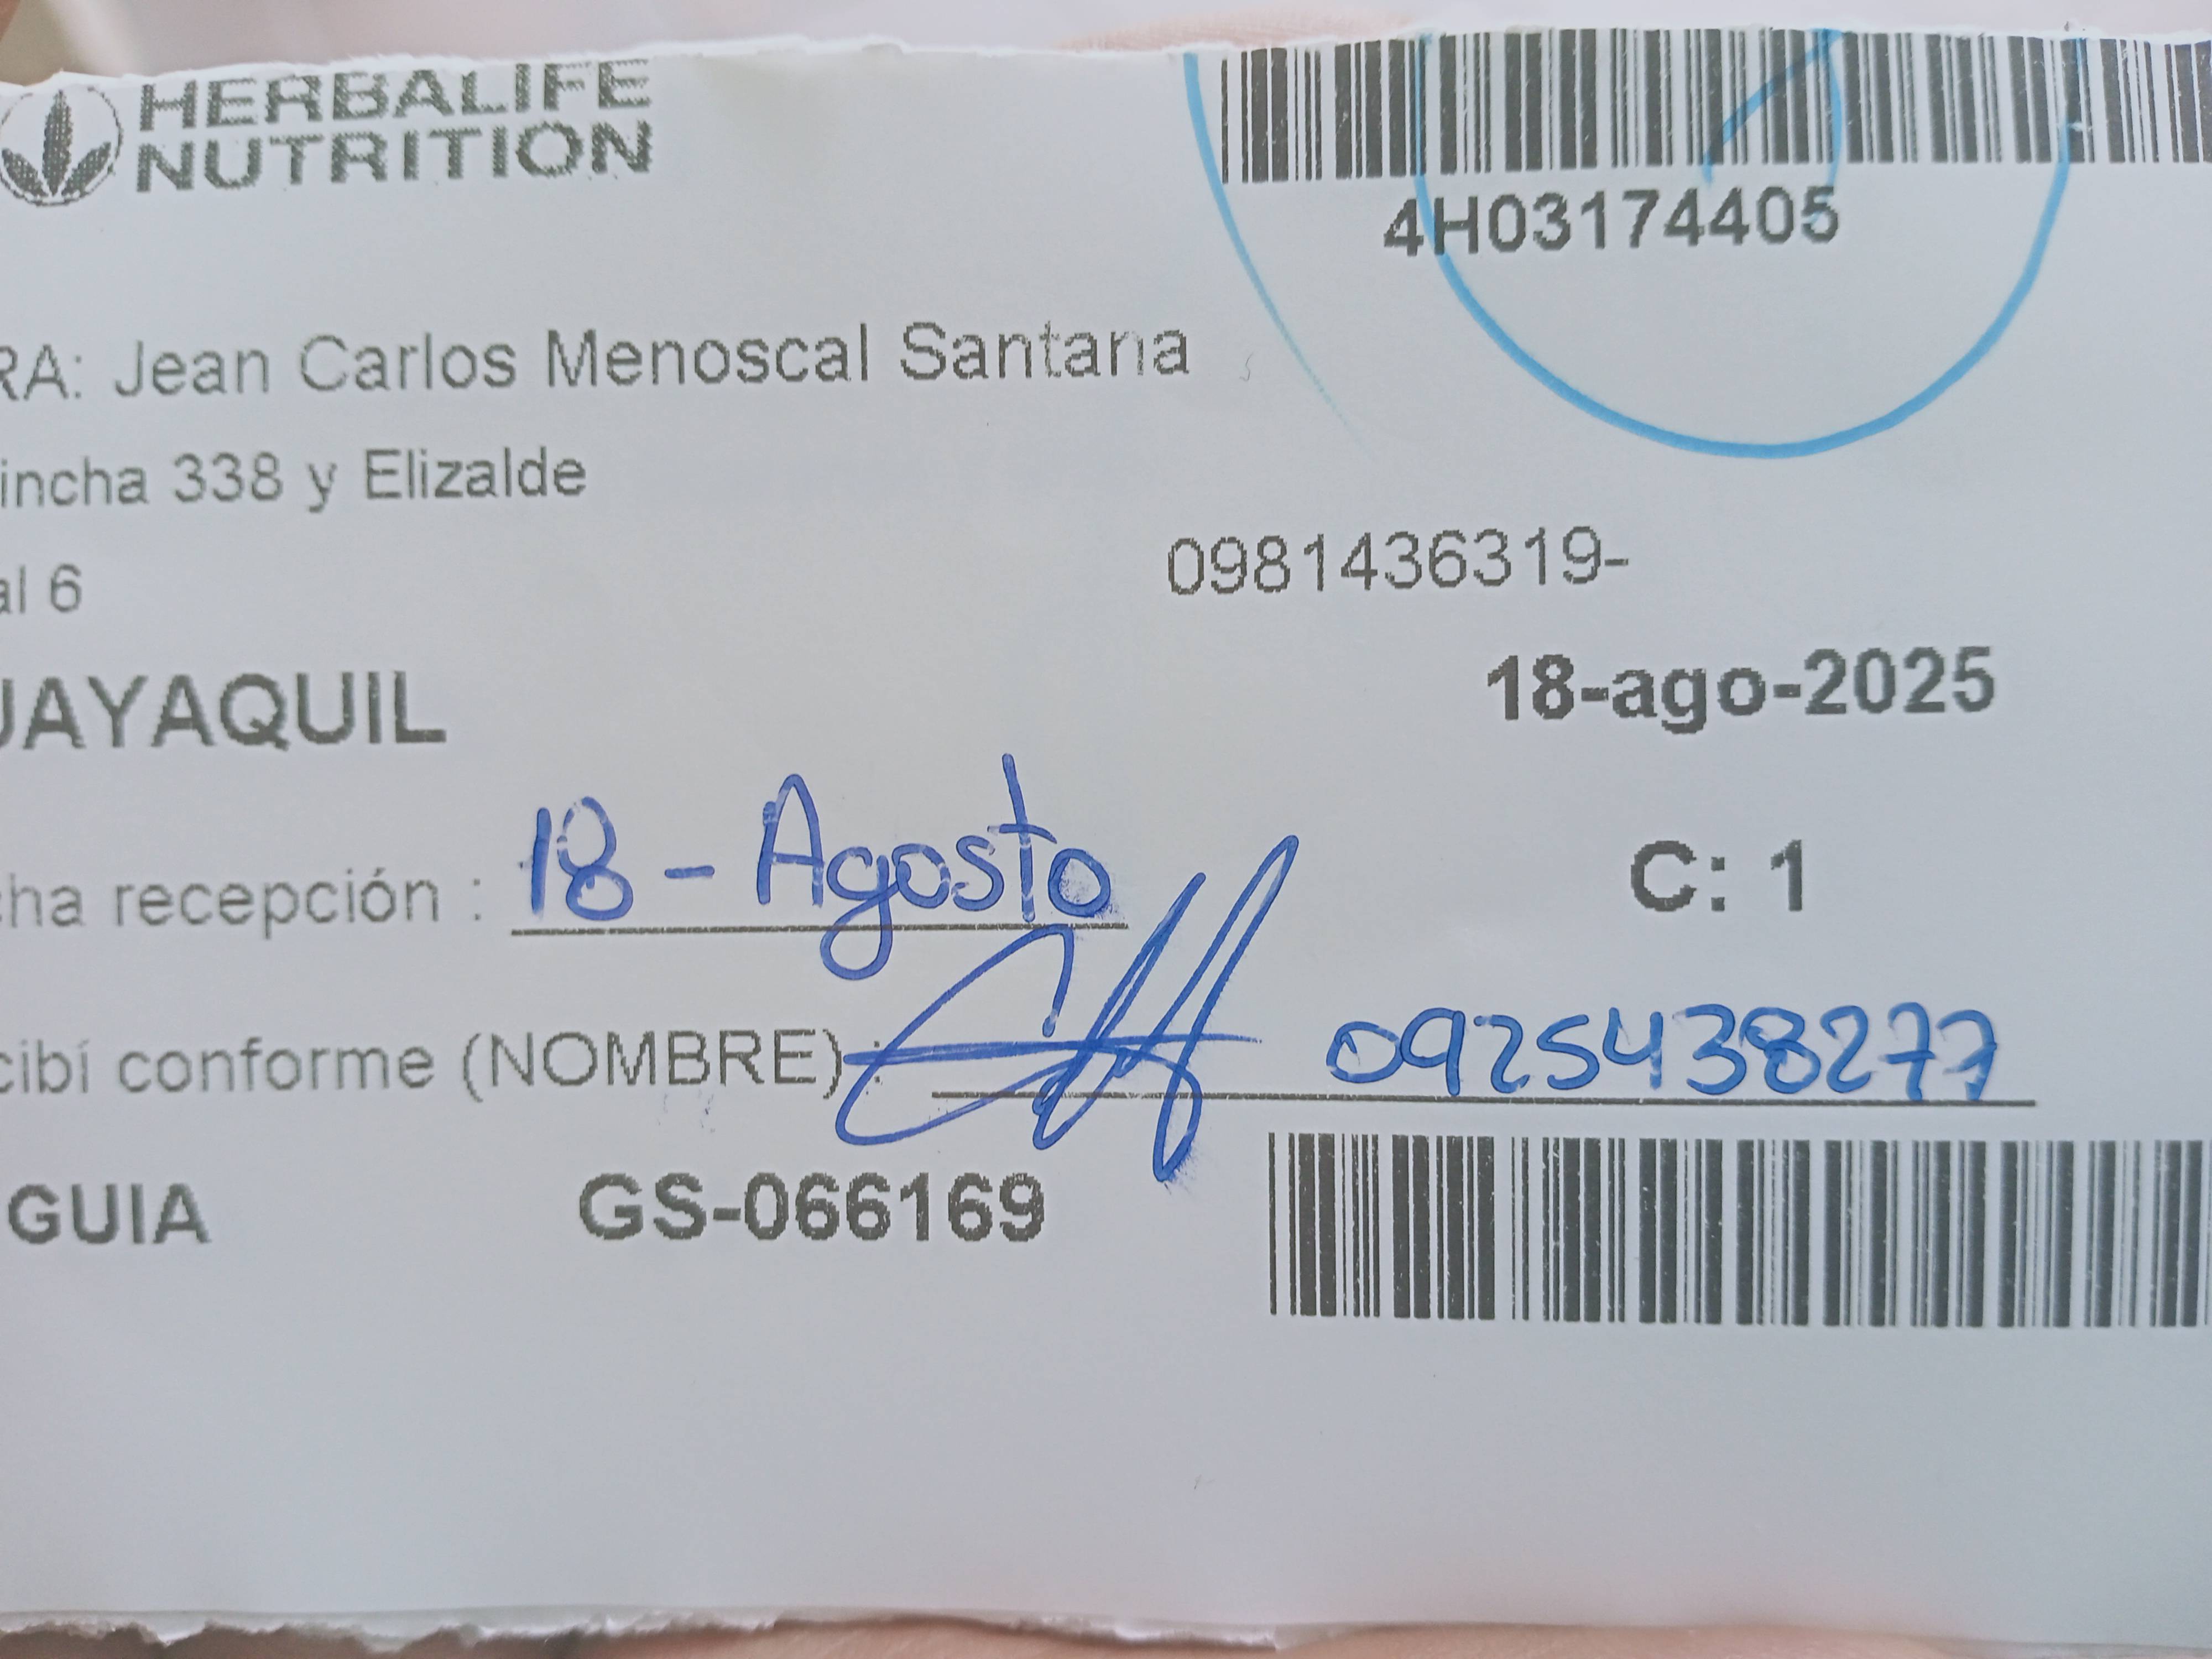 HERBALIFE
NUTRITION
4H03174405
RA: Jean Carlos Menoscal Santana
incha 338 y Elizalde
0981436319-
al 6
18-ago-2025
UAYAQUIL
C: 1
cha recepción : 18 - Agosto
cibí conforme (NOMBRE) : 0925438277
GUIA GS-066169